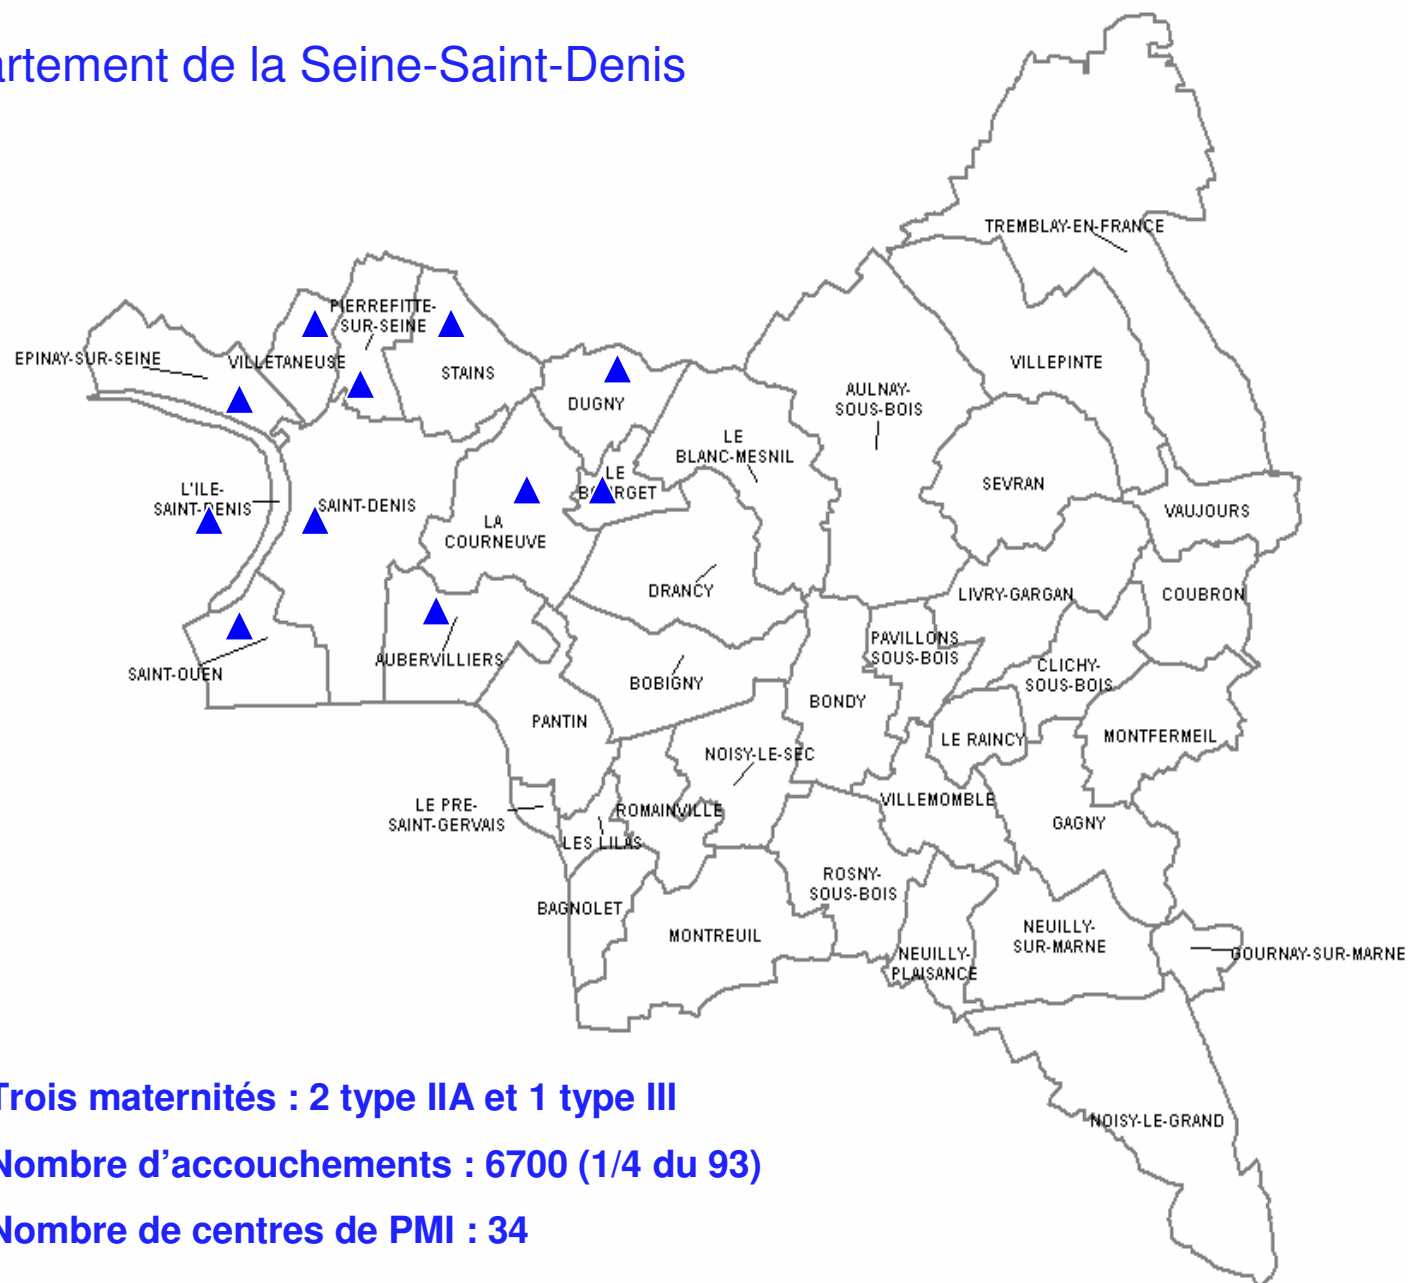 artement de la Seine-Saint-Denis
TREMBLAY-EN-FRANCE
PIERREFITTE-
SUR-SEINE
EPINAY-SUR-SEINE
VILLETANEUSE
STAINS
VILLEPINTE
DUGNY
AULNAY-
SOUS-BOIS
LE
BLANC-MESNIL
LE
BOURGET
SEVRAN
L'ILE-
SAINT-DENIS
SAINT-DENIS
VAUJOURS
LA
COURNEUVE
DRANCY
LIVRY-GARGAN
COUBRON
PAVILLONS
SOUS-BOIS
AUBERVILLIERS
CLICHY-
SOUS-BOIS
SAINT-OUEN
BOBIGNY
BONDY
PANTIN
LE RAINCY
MONTFERMEIL
NOISY-LE-SEC
VILLEMOMBLE
LE PRE-
SAINT-GERVAIS
ROMAINVILLE
GAGNY
LES LILAS
ROSNY-
SOUS-BOIS
BAGNOLET
MONTREUIL
NEUILLY-
SUR-MARNE
NEUILLY-
PLAISANCE
GOURNAY-SUR-MARNE
NOISY-LE-GRAND
Trois maternités : 2 type IIA et 1 type III
Nombre d'accouchements : 6700 (1/4 du 93)
Nombre de centres de PMI : 34